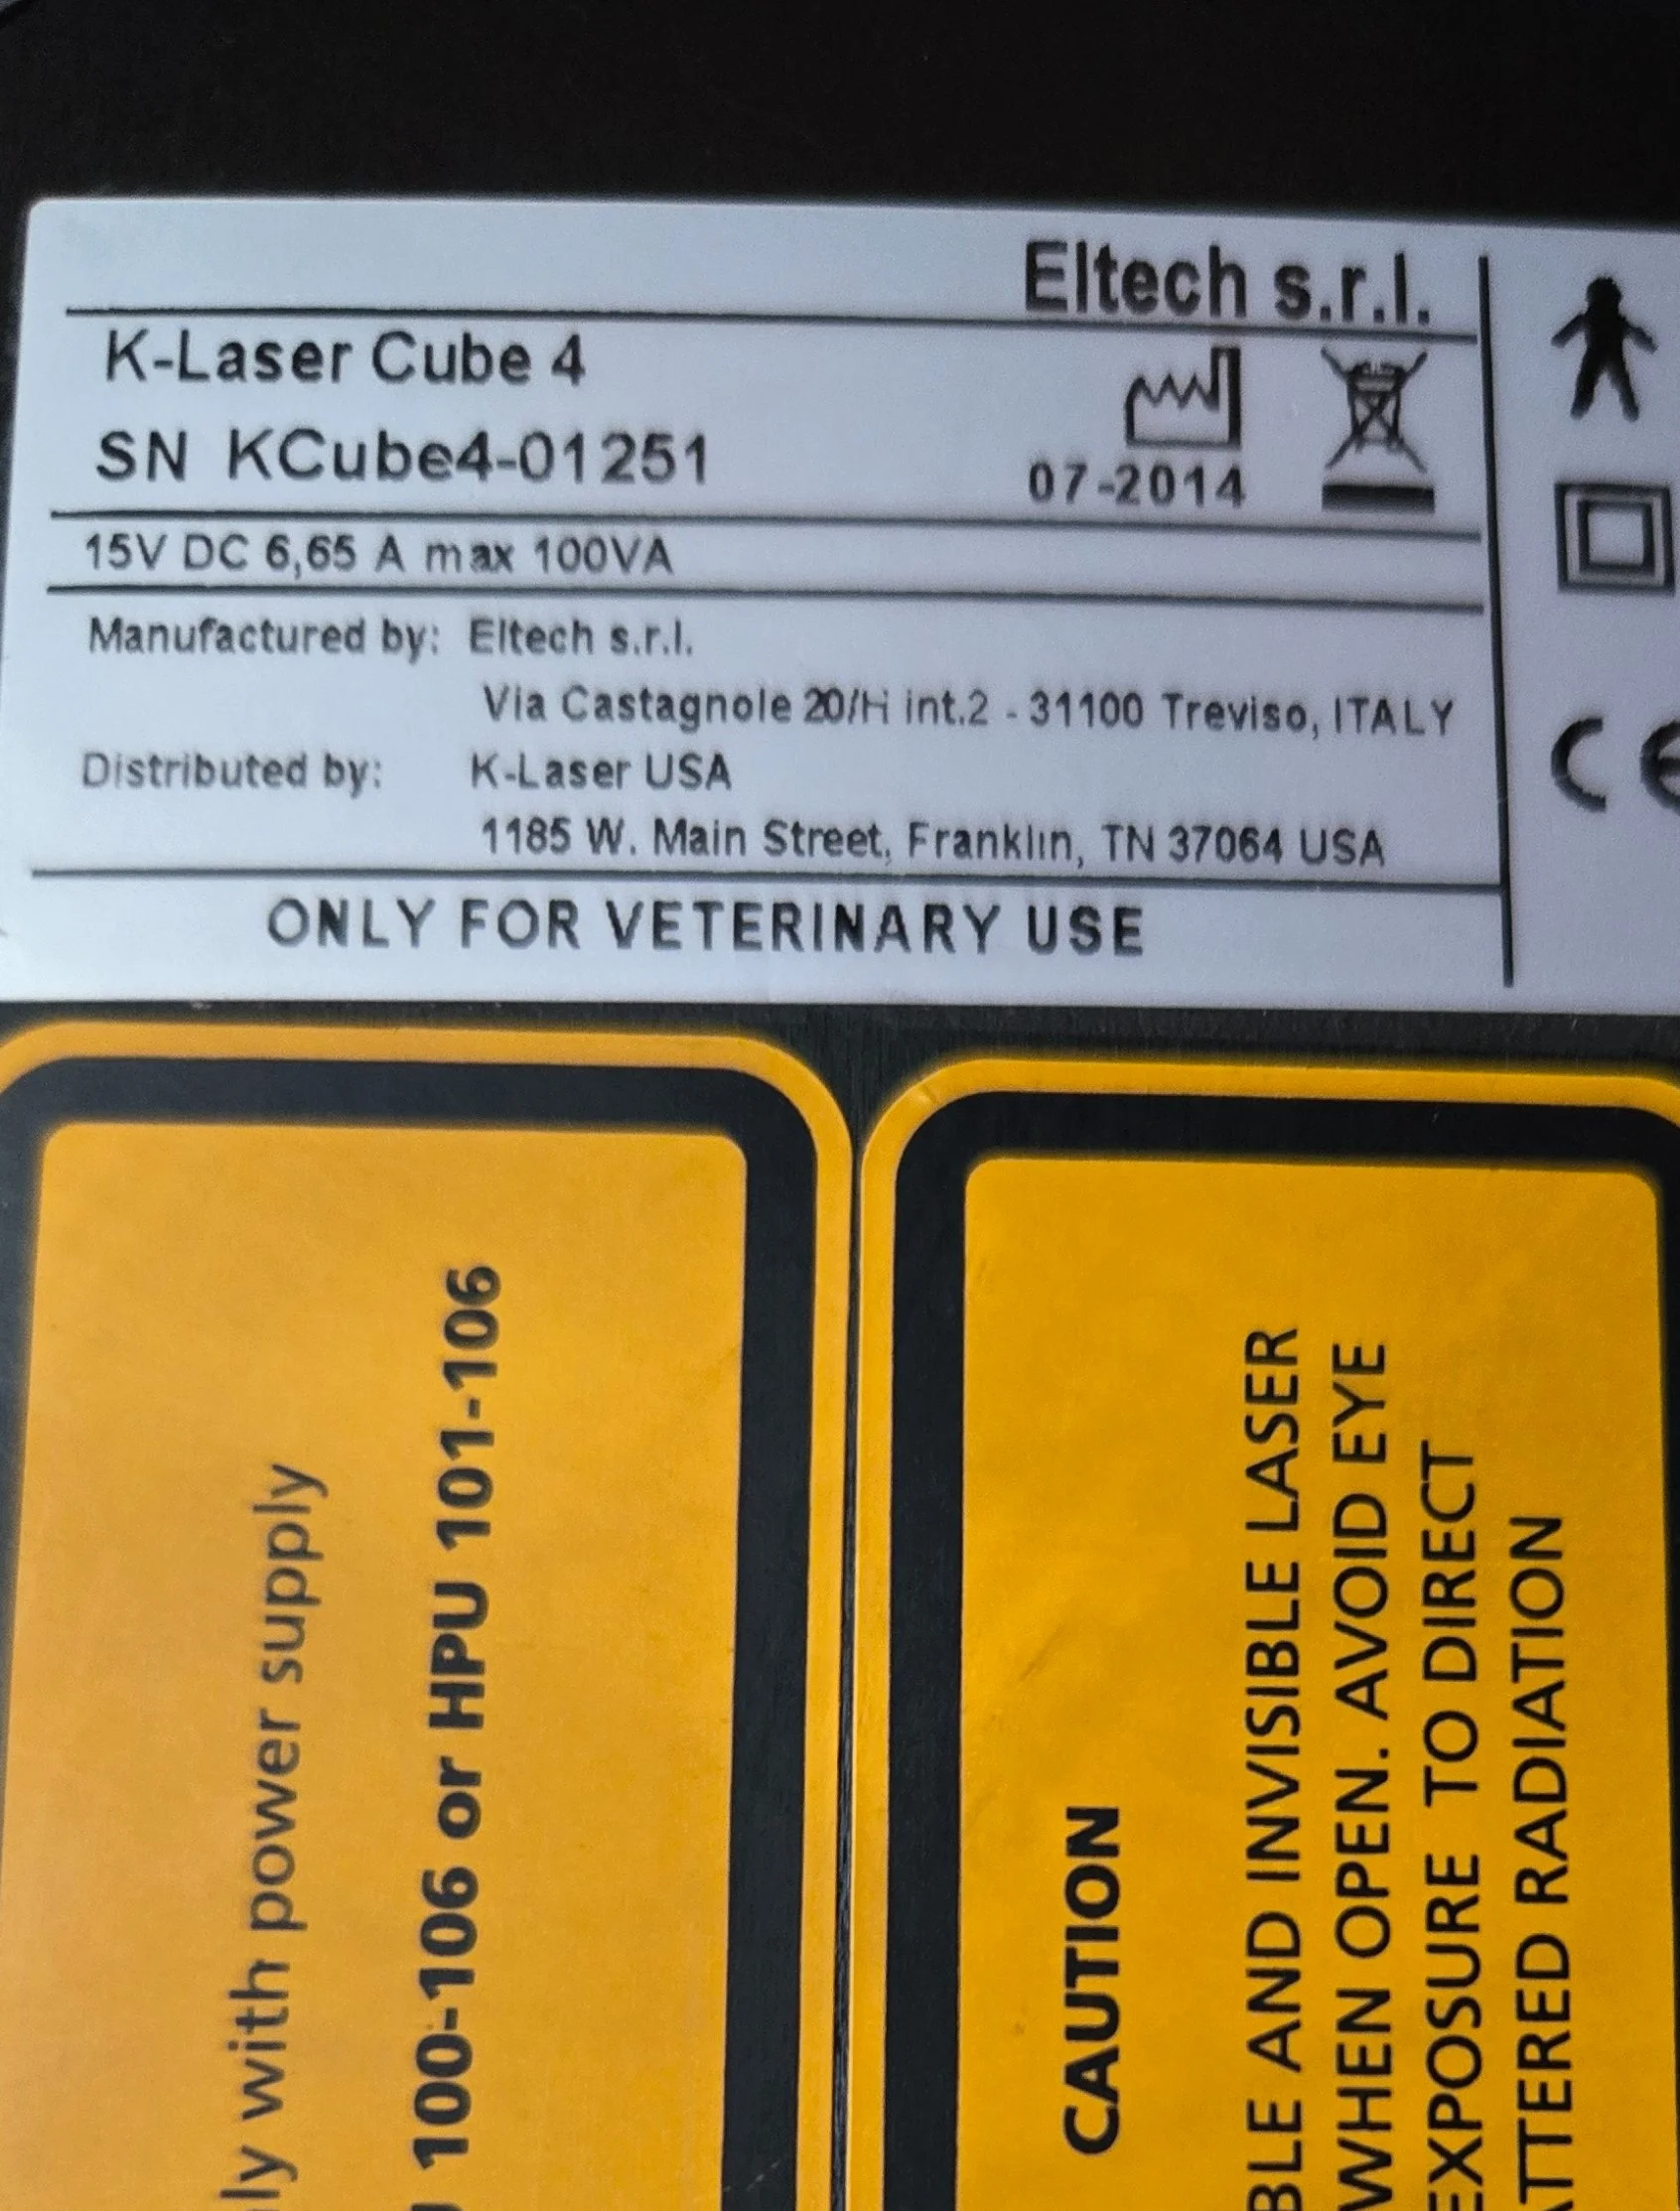 Eltech s.r.l.
K-Laser Cube 4
SN KCube4-01251
07-2014
15V DC 6,65 A max 100VA
Manufactured by: Eltech s.r.l.
Via Castagnole 20/H int.2 - 31100 Treviso, ITALY
Distributed by: K-Laser USA
1185 W. Main Street, Franklin, TN 37064 USA
ONLY FOR VETERINARY USE
CE
with power supply
100-106 or HPU 101-106
CAUTION
AND INVISIBLE LASER
WHEN OPEN. AVOID EYE
EXPOSURE TO DIRECT
RADIATION